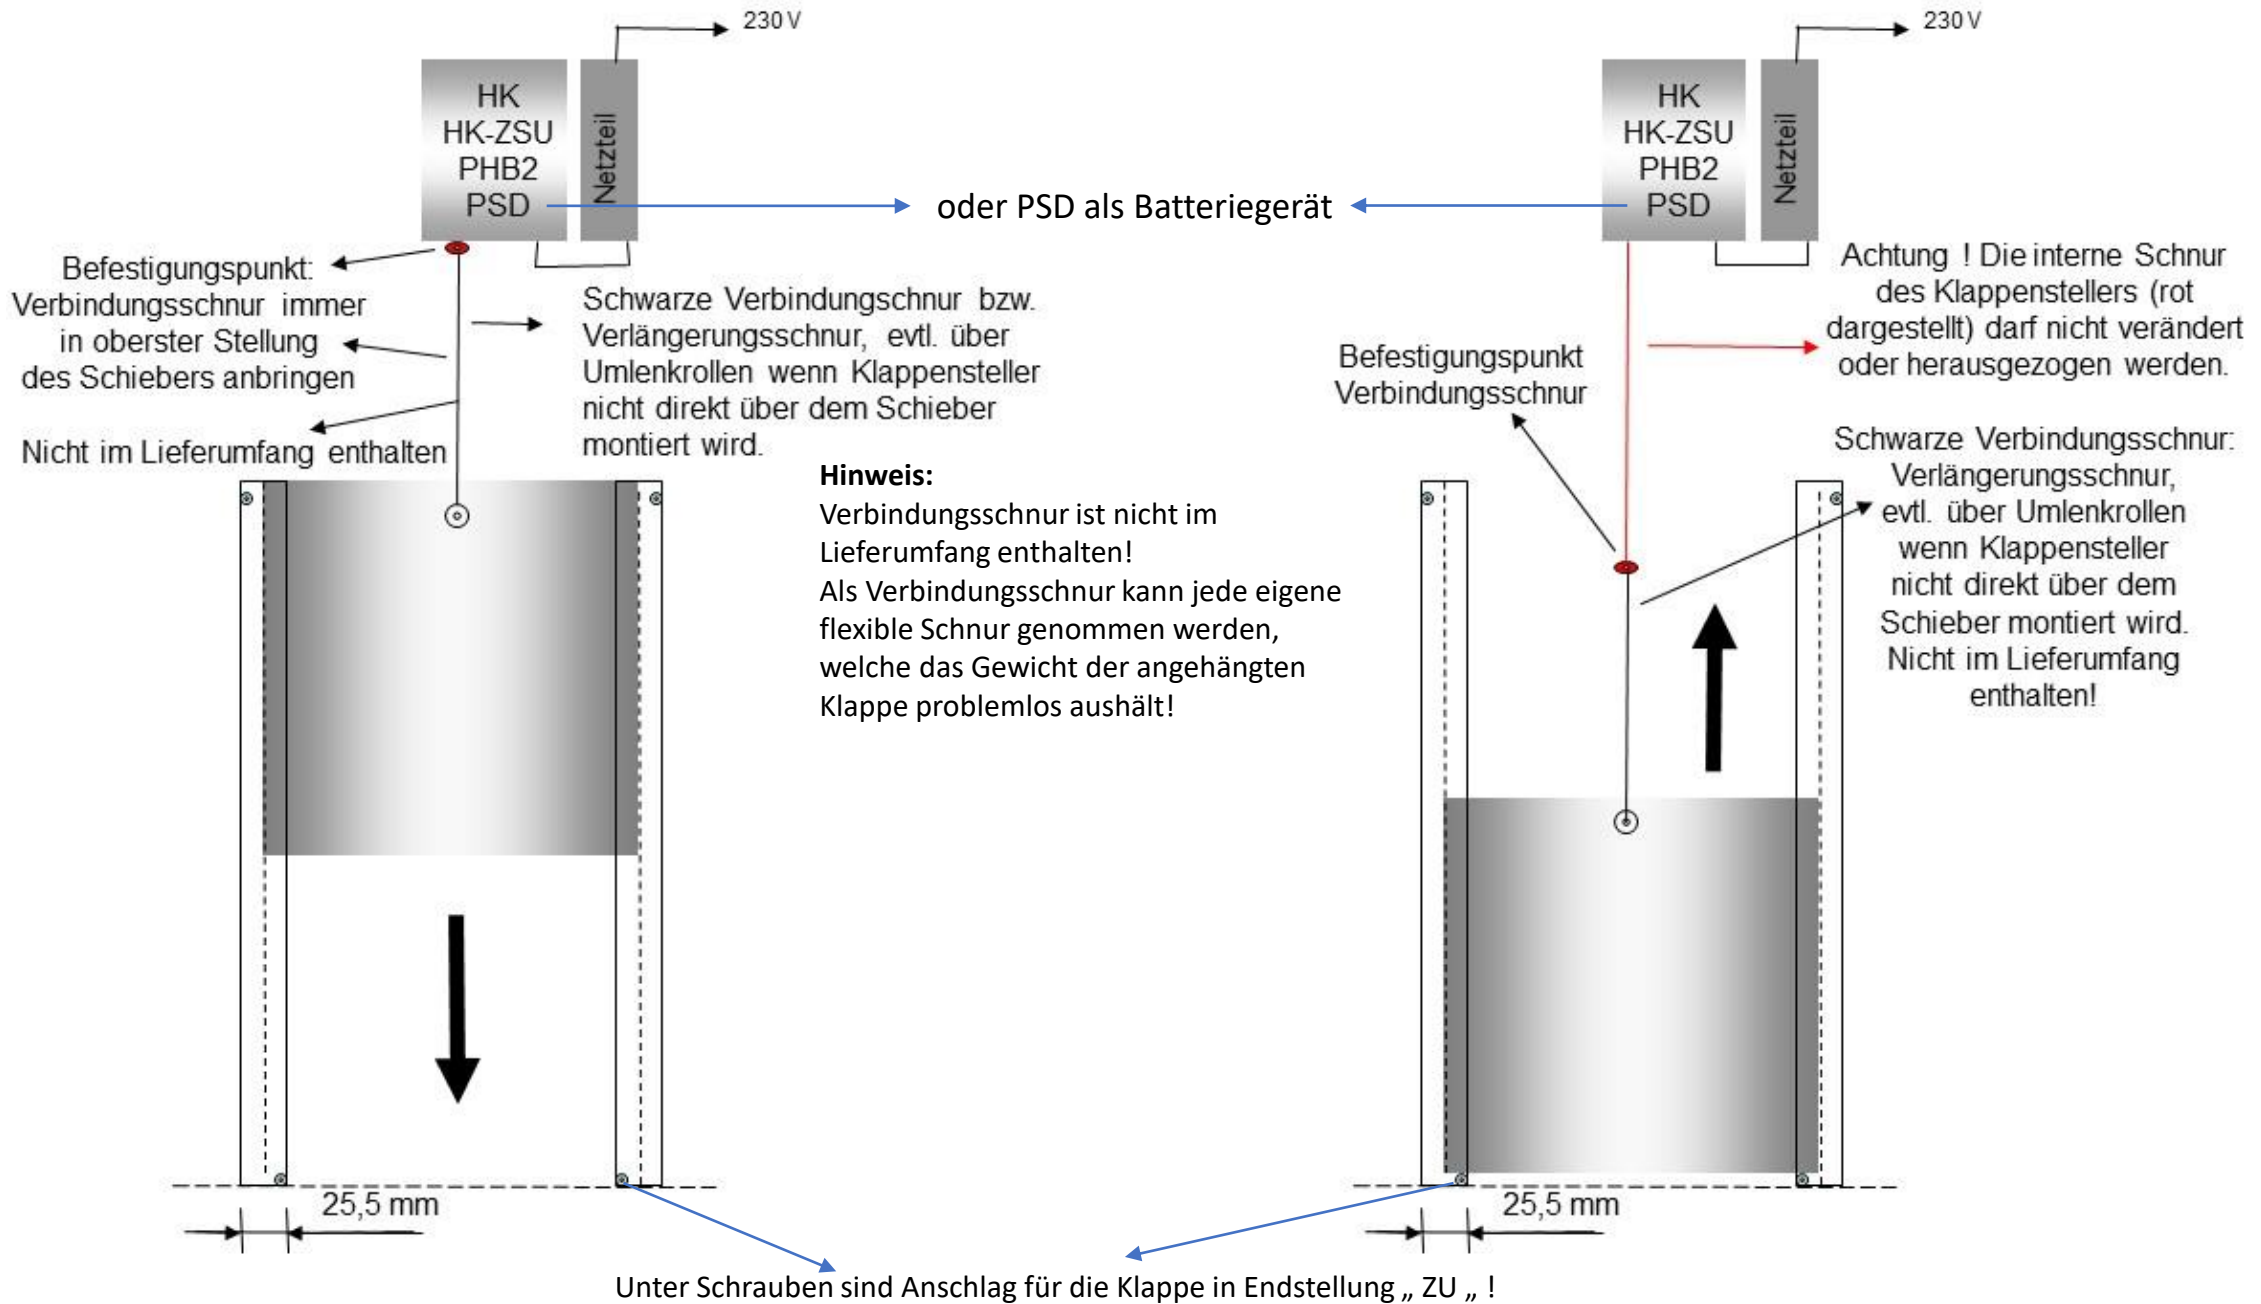 230 V
HK
HK-ZSU
PHB2
PSD
Netzteil
Befestigungspunkt:
Verbindungsschnur immer
in oberster Stellung
des Schiebers anbringen
Nicht im Lieferumfang enthalten
Schwarze Verbindungschnur bzw.
Verlängerungsschnur, evtl. über
Umlenkrollen wenn Klappensteller
nicht direkt über dem Schieber
montiert wird.
25,5 mm
oder PSD als Batteriegerät
Hinweis:
Verbindungsschnur ist nicht im
Lieferumfang enthalten!
Als Verbindungsschnur kann jede eigene
flexible Schnur genommen werden,
welche das Gewicht der angehängten
Klappe problemlos aushält!
230 V
HK
HK-ZSU
PHB2
PSD
Netzteil
Achtung ! Die interne Schnur
des Klappenstellers (rot
dargestellt) darf nicht verändert
oder herausgezogen werden.
Befestigungspunkt
Verbindungsschnur
Schwarze Verbindungsschnur:
Verlängerungsschnur,
evtl. über Umlenkrollen
wenn Klappensteller
nicht direkt über dem
Schieber montiert wird.
Nicht im Lieferumfang
enthalten!
25,5 mm
Unter Schrauben sind Anschlag für die Klappe in Endstellung „ ZU „ !